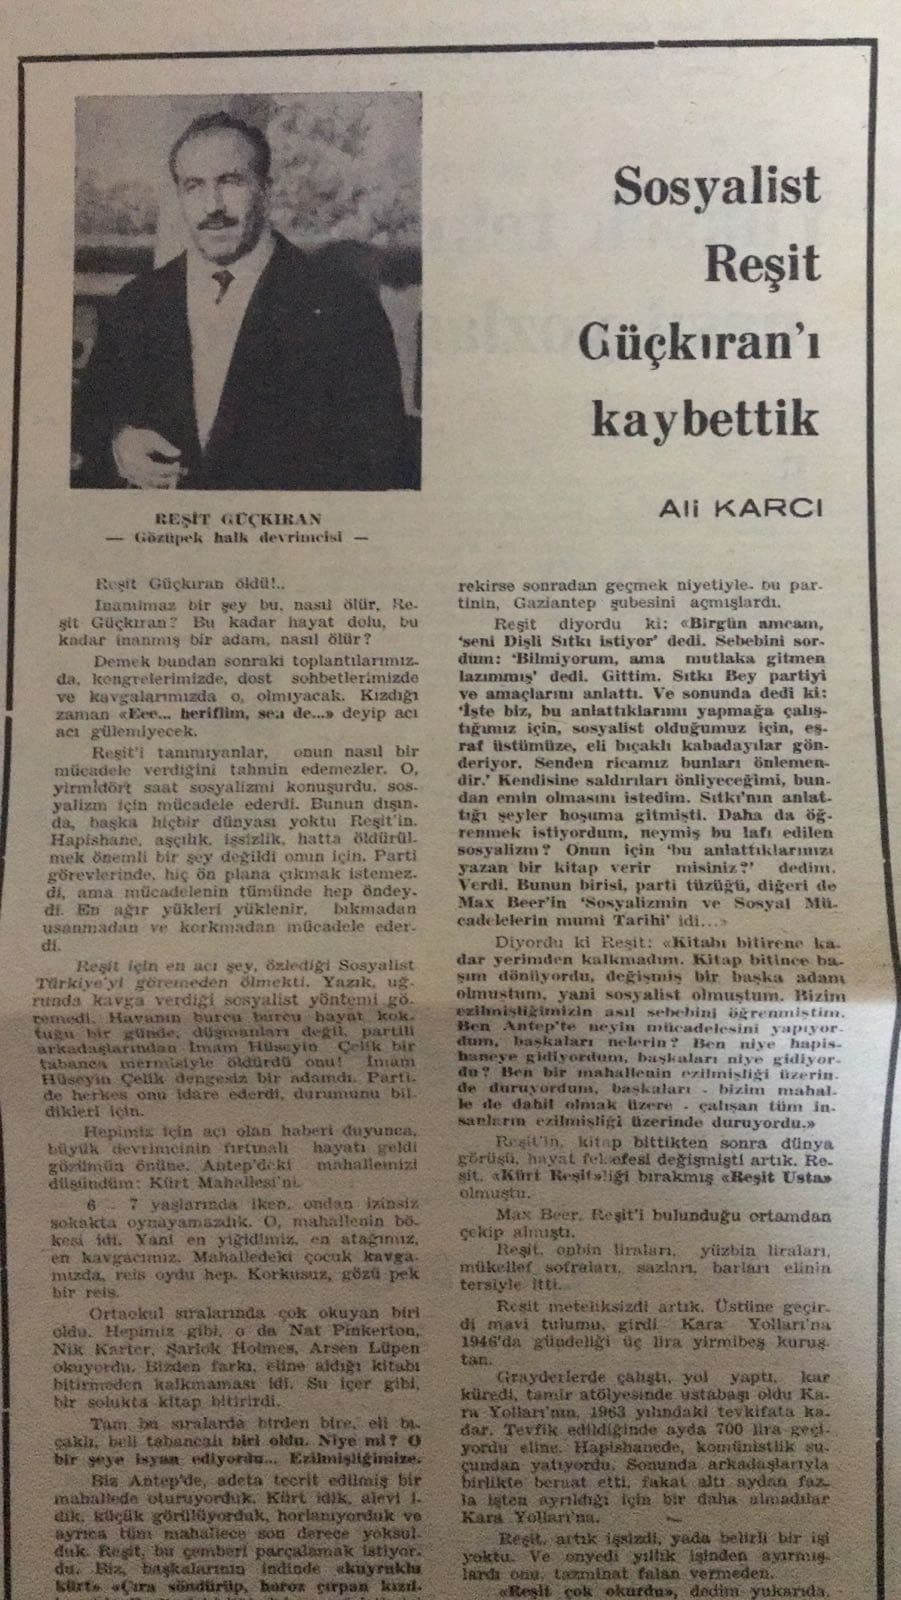 Sosyalist
Reşit
Güçkıran'ı
kaybettik
Ali KARCI
REŞİT GÜÇKIRAN
— Gözüpek halk devrimcisi —
Reşit Güçkıran öldü!..
İnanılmaz bir şey bu, nasıl ölür, Re-
şit Güçkıran? Bu kadar hayat dolu, bu
kadar inanmış bir adam, nasıl ölür?
Demek bundan sonraki toplantılarımız-
da, kongrelerimizde, dost sohbetlerimizde
ve kavgalarımızda o, olmıyacak. Kızdığı
zaman «Eee... heriflim, sen de...» deyip acı
acı gülemiyecek.
Reşit'i tanımıyanlar, onun nasıl bir
mücadele verdiğini tahmin edemezler. O,
yirmidört saat sosyalizmi konuşurdu, sos-
yalizm için mücadele ederdi. Bunun dışın-
da, başka hiçbir dünyası yoktu Reşit'in.
Hapishane, açcılık, işsizlik, hatta öldürül-
mek önemli bir şey değildi onun için. Parti
görevlerinde, hiç ön plana çıkmak istemez-
di, ama mücadelenin tümünde hep öndey-
di. En ağır yükleri yüklenir, bıkmadan
usanmadan ve korkmadan mücadele eder-
di.
Reşit için en acı şey, özlediği Sosyalist
Türkiye'yi göremeden ölmekti. Yazık, uğ-
runda kavga verdiği sosyalist yöntemi gö-
remedi. Havanın burcu burcu hayat kok-
tuğu bir günde, düşmanları değil, partili
arkadaşlarından İmam Hüseyin Çelik bir
tabanca mermisiyle öldürdü onu! İmam
Hüseyin Çelik dengesiz bir adamdı. Parti-
de herkes onu idare ederdi, durumunu bil-
dikleri için.
Hepimiz için acı olan haberi duyunca,
büyük devrimcinin fırtınalı hayatı geldi
gözümün önüne. Antep'deki mahallemizi
düşündüm: Kürt Mahallesi'ni.
6 - 7 yaşlarında iken, ondan izinsiz
sokakta oynayamazdık. O, mahallenin bö-
kesi idi. Yani en yiğidimiz, en atağımız,
en kavgacımız. Mahalledeki çocuk kavga-
mızda, reis oydu hep. Korkusuz, gözü pek
bir reis.
Ortaokul sıralarında çok okuyan biri
oldu. Hepimiz gibi, o da Nat Pinkerton,
Nik Karter, Şarlok Holmes, Arsen Lüpen
okuyordu. Bizden farkı, eline aldığı kitabı
bitirmeden kalkmaması idi. Su içer gibi,
bir solukta kitap bitirirdi.
Tam bu sıralarda birden bire, eli bı-
çaklı, beli tabancalı biri oldu. Niye mi? O
bir şeye isyan ediyordu... Ezilmişliğimize.
Biz Antep'de, adeta tecrit edilmiş bir
mahallede oturuyorduk. Kürt idik, alevi i-
dik, küçük görülüyorduk, horlanıyorduk ve
ayrıca tüm mahallece son derece yoksul-
duk. Reşit, bu çemberi parçalamak istiyor-
du. Biz, başkalarının indinde «kuyruklu
kürt» «Çıra söndürüp, horoz çırpan kızıl-
rekirse sonradan geçmek niyetiyle- bu par-
tinin, Gaziantep şubesini açmışlardı.
Reşit diyordu ki: «Birgün amcam,
'seni Dişli Sıtkı istiyor' dedi. Sebebini sor-
dum: 'Bilmiyorum, ama mutlaka gitmen
lazımmış' dedi. Gittim. Sıtkı Bey partiyi
ve amaçlarını anlattı. Ve sonunda dedi ki:
'İşte biz, bu anlattıklarını yapmağa çalış-
tığımız için, sosyalist olduğumuz için, eş-
raf üstümüze, eli bıçaklı kabadayılar gön-
deriyor. Senden ricamız bunları önlemen-
dir.' Kendisine saldırıları önliyeceğimi, bun-
dan emin olmasını istedim. Sıtkı'nın anlat-
tığı şeyler hoşuma gitmişti. Daha da öğ-
renmek istiyordum, neymiş bu lafı edilen
sosyalizm? Onun için 'bu anlattıklarınızı
yazan bir kitap verir misiniz?' dedim.
Verdi. Bunun birisi, parti tüzüğü, diğeri de
Max Beer'in 'Sosyalizmin ve Sosyal Mü-
cadelelerin mumi Tarihi' idi...»
Diyordu ki Reşit: «Kitabı bitirene ka-
dar yerimden kalkmadım. Kitap bitince ba-
şım dönüyordu, değişmiş bir başka adam
olmuştum, yani sosyalist olmuştum. Bizim
ezilmişliğimizin asıl sebebini öğrenmiştim.
Ben Antep'te neyin mücadelesini yapıyor-
dum, başkaları nelerin? Ben niye hapis-
haneye gidiyordum, başkaları niye gidiyor-
du? Ben bir mahallenin ezilmişliği üzerin-
de duruyordum, başkaları - bizim mahal-
le de dahil olmak üzere - çalışan tüm in-
sanların ezilmişliği üzerinde duruyordu.»
Reşit'in, kitap bittikten sonra dünya
görüşü, hayat felsefesi değişmişti artık. Re-
şit, «Kürt Reşit»liği bırakmış «Reşit Usta»
olmuştu.
Max Beer, Reşit'i bulunduğu ortamdan
çekip almıştı.
Reşit, onbin liraları, yüzbin liraları,
mükellef sofraları, sazları, barları elinin
tersiyle itti.
Reşit meteliksizdi artık. Üstüne geçir-
di mavi tulumu, girdi Kara Yolları'na
1946'da gündeliği üç lira yirmibeş kuruş-
tan.
Grayderlerde çalıştı, yol yaptı, kar
küredi, tamir atölyesinde ustabaşı oldu Ka-
ra Yolları'nın, 1963 yılındaki tevkifata ka-
dar. Tevfik edildiğinde ayda 700 lira geçi-
yordu eline. Hapishanede, komünistlik su-
çundan yatıyordu. Sonunda arkadaşlarıyla
birlikte beraat etti, fakat altı aydan faz-
la işten ayrıldığı için bir daha almadılar
Kara Yolları'na.
Reşit, artık işsizdi, yada belirli bir işi
yoktu. Ve onyedi yıllık işinden ayırmış-
lardı onu, tazminat falan vermeden.
«Reşit çok okurdu», dedim yukarıda.